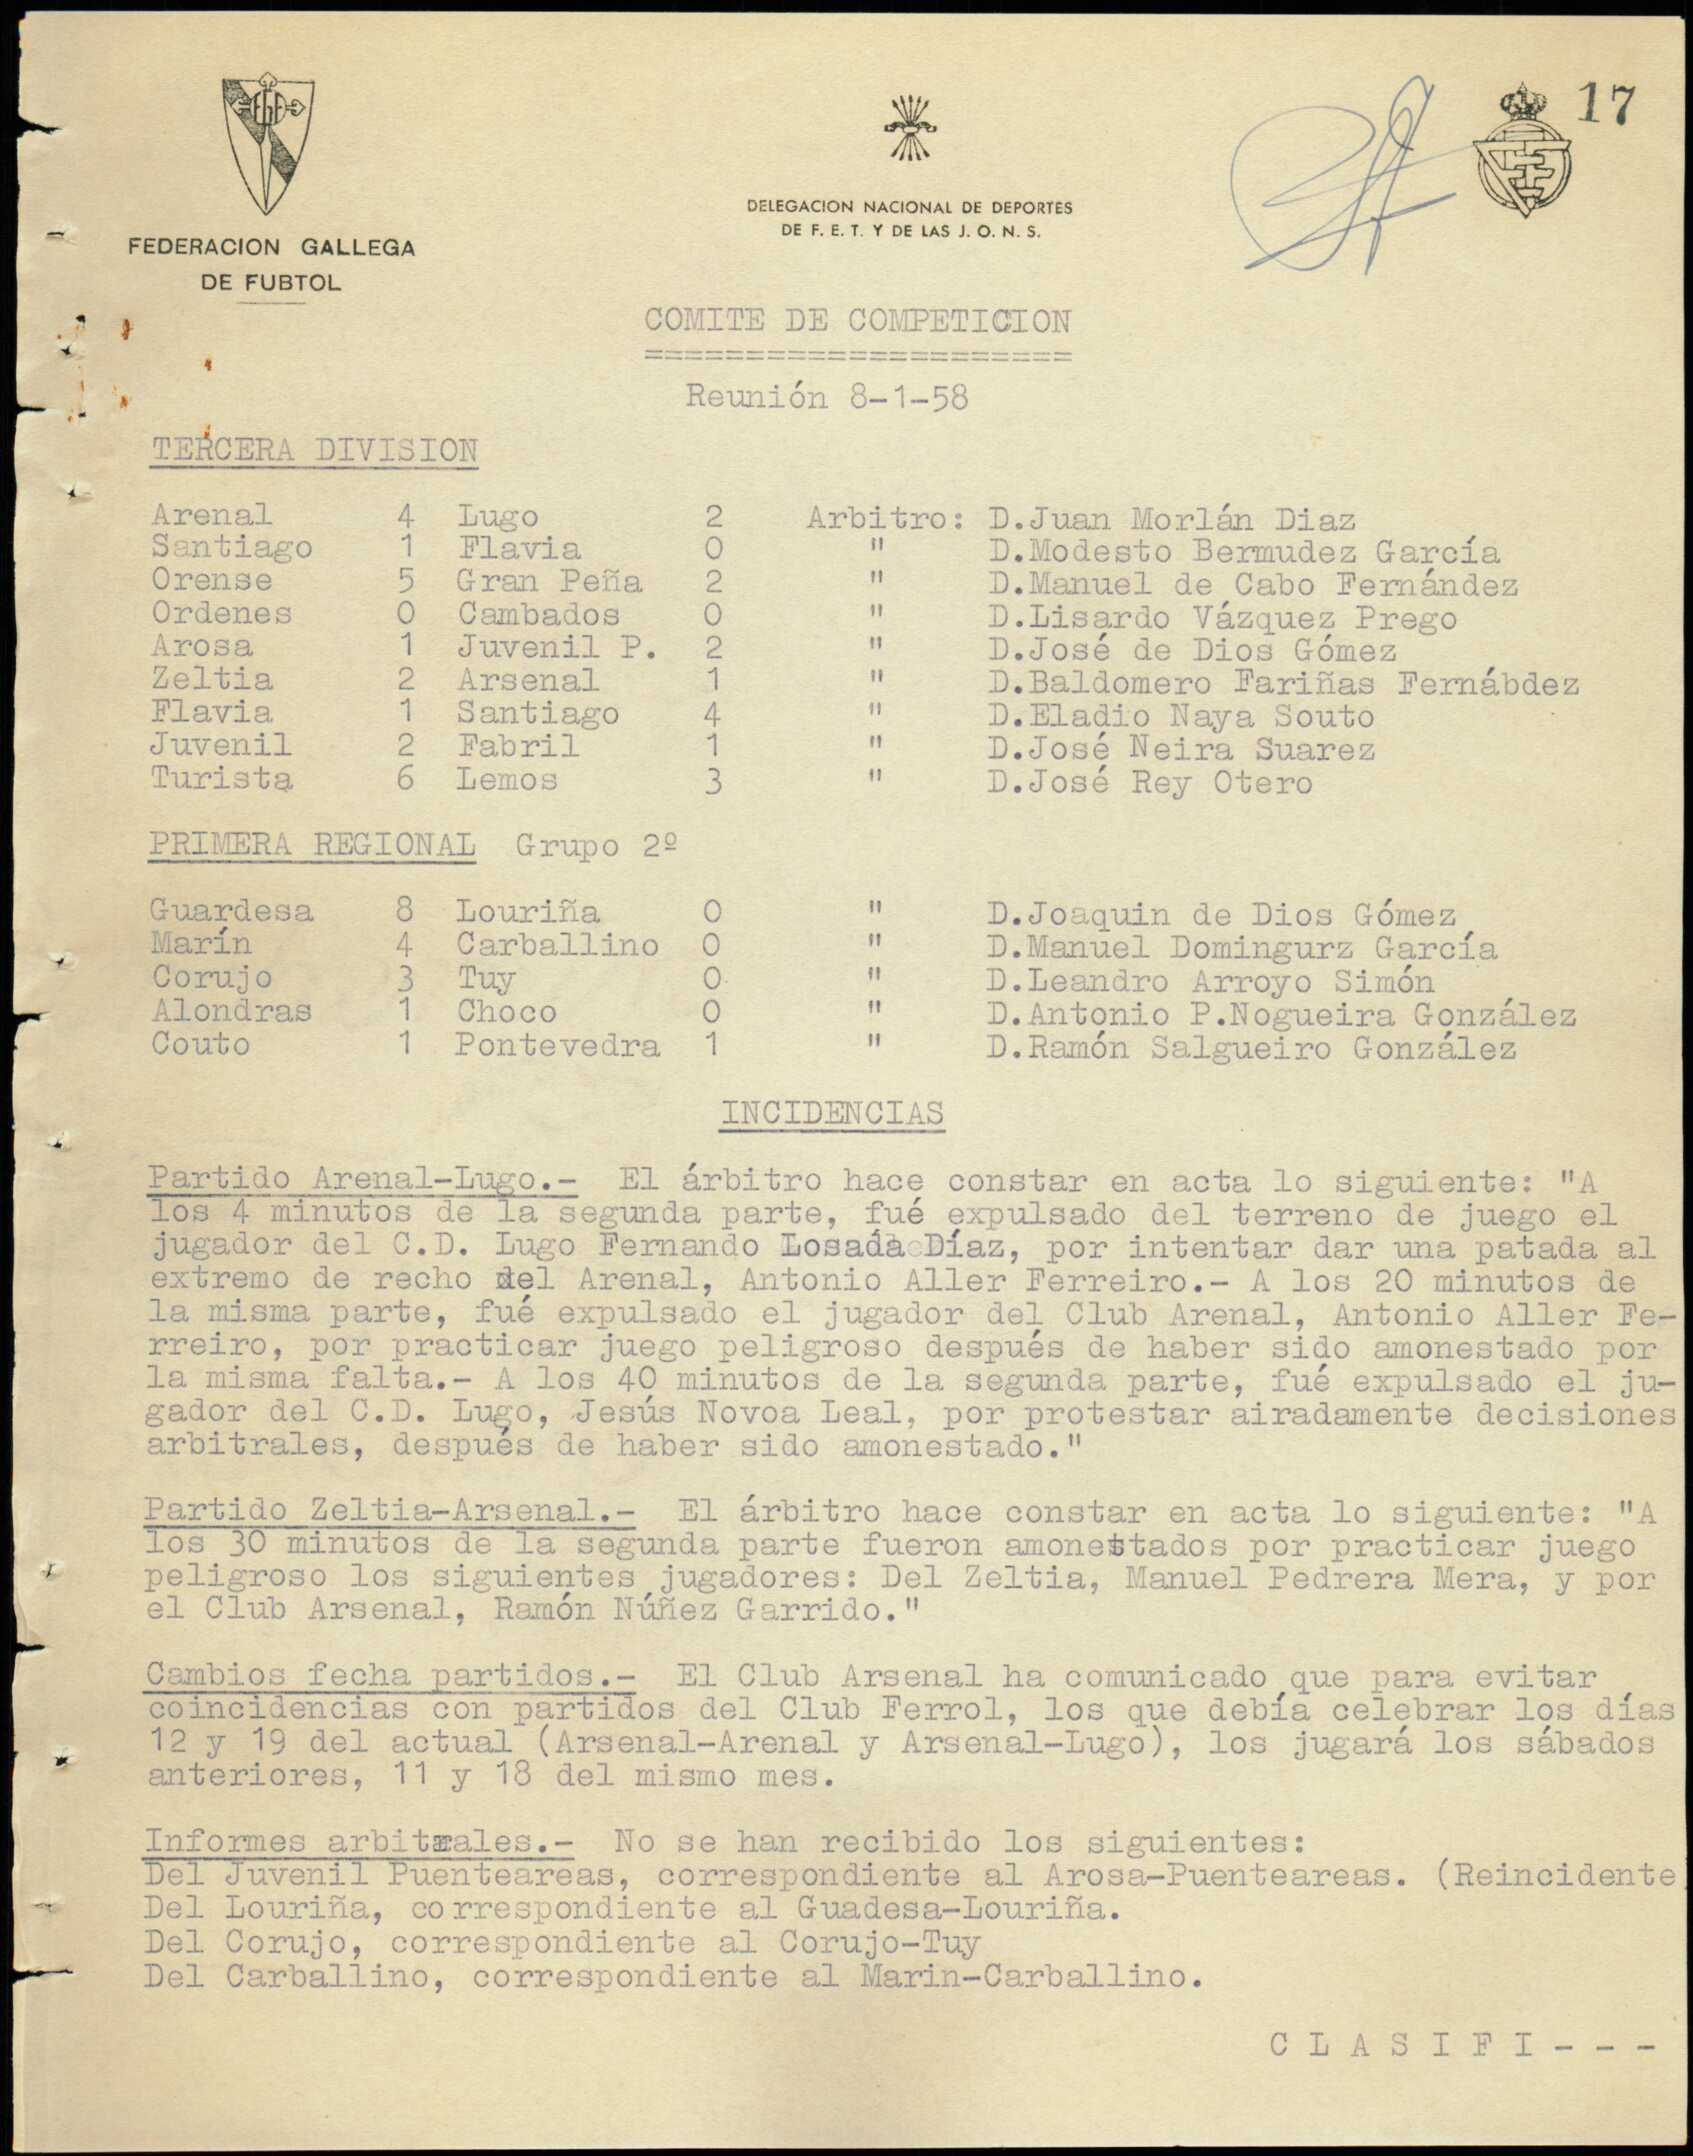 17
FEDERACION GALLEGA
DE FUBTOL
DELEGACION NACIONAL DE DEPORTES
DE F. E. T. Y DE LAS J. O. N. S.
COMITE DE COMPETICION
=====================
Reunión 8-1-58
TERCERA DIVISION
Arenal 4 Lugo 2 Arbitro: D.Juan Morlán Diaz
Santiago 1 Flavia 0 " D.Modesto Bermudez García
Orense 5 Gran Peña 2 " D.Manuel de Cabo Fernández
Ordenes 0 Cambados 0 " D.Lisardo Vázquez Prego
Arosa 1 Juvenil P. 2 " D.José de Dios Gómez
Zeltia 2 Arsenal 1 " D.Baldomero Fariñas Fernábdez
Flavia 1 Santiago 4 " D.Eladio Naya Souto
Juvenil 2 Fabril 1 " D.José Neira Suarez
Turista 6 Lemos 3 " D.José Rey Otero
PRIMERA REGIONAL Grupo 2º
Guardesa 8 Louriña 0 " D.Joaquin de Dios Gómez
Marín 4 Carballino 0 " D.Manuel Domingurz García
Corujo 3 Tuy 0 " D.Leandro Arroyo Simón
Alondras 1 Choco 0 " D.Antonio P.Nogueira González
Couto 1 Pontevedra 1 " D.Ramón Salgueiro González
INCIDENCIAS
Partido Arenal-Lugo.- El árbitro hace constar en acta lo siguiente: "A
los 4 minutos de la segunda parte, fué expulsado del terreno de juego el
jugador del C.D. Lugo Fernando Losada Díaz, por intentar dar una patada al
extremo de recho del Arenal, Antonio Aller Ferreiro.- A los 20 minutos de
la misma parte, fué expulsado el jugador del Club Arenal, Antonio Aller Fe-
rreiro, por practicar juego peligroso después de haber sido amonestado por
la misma falta.- A los 40 minutos de la segunda parte, fué expulsado el ju-
gador del C.D. Lugo, Jesús Novoa Leal, por protestar airadamente decisiones
arbitrales, después de haber sido amonestado."
Partido Zeltia-Arsenal.- El árbitro hace constar en acta lo siguiente: "A
los 30 minutos de la segunda parte fueron amonestados por practicar juego
peligroso los siguientes jugadores: Del Zeltia, Manuel Pedrera Mera, y por
el Club Arsenal, Ramón Núñez Garrido."
Cambios fecha partidos.- El Club Arsenal ha comunicado que para evitar
coincidencias con partidos del Club Ferrol, los que debía celebrar los días
12 y 19 del actual (Arsenal-Arenal y Arsenal-Lugo), los jugará los sábados
anteriores, 11 y 18 del mismo mes.
Informes arbitrales.- No se han recibido los siguientes:
Del Juvenil Puenteareas, correspondiente al Arosa-Puenteareas. (Reincidente
Del Louriña, correspondiente al Guadesa-Louriña.
Del Corujo, correspondiente al Corujo-Tuy
Del Carballino, correspondiente al Marin-Carballino.
C L A S I F I - - -